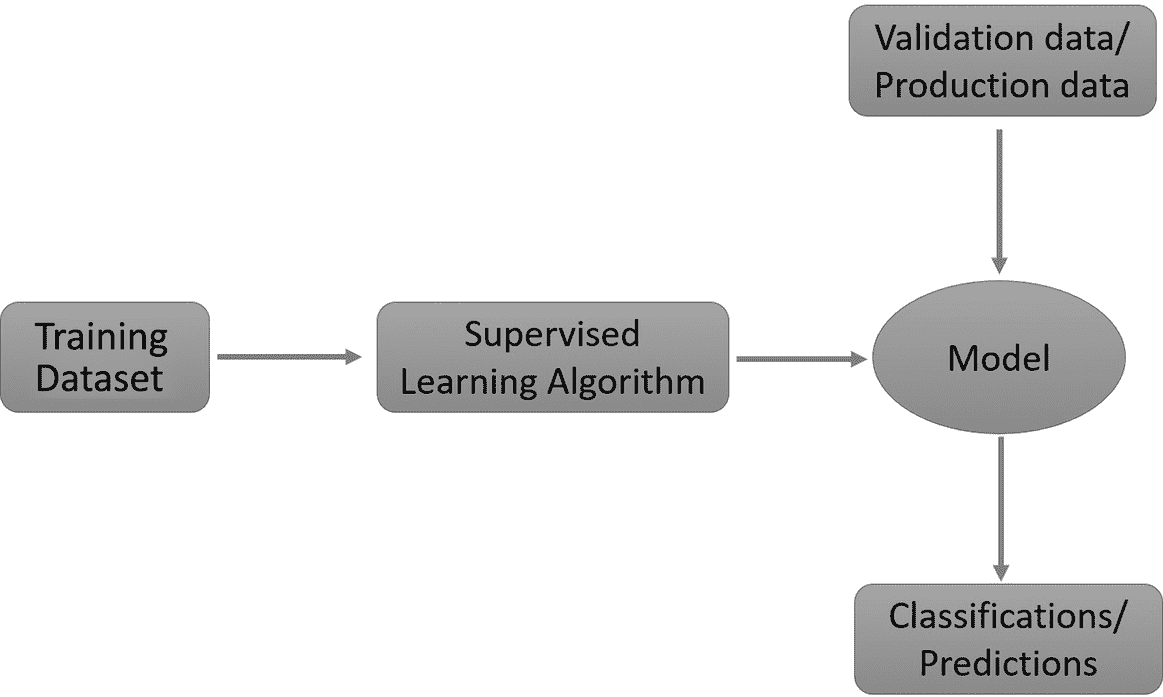 Validation data/
Production data
Training
Dataset
Supervised
Learning Algorithm
Model
Classifications/
Predictions